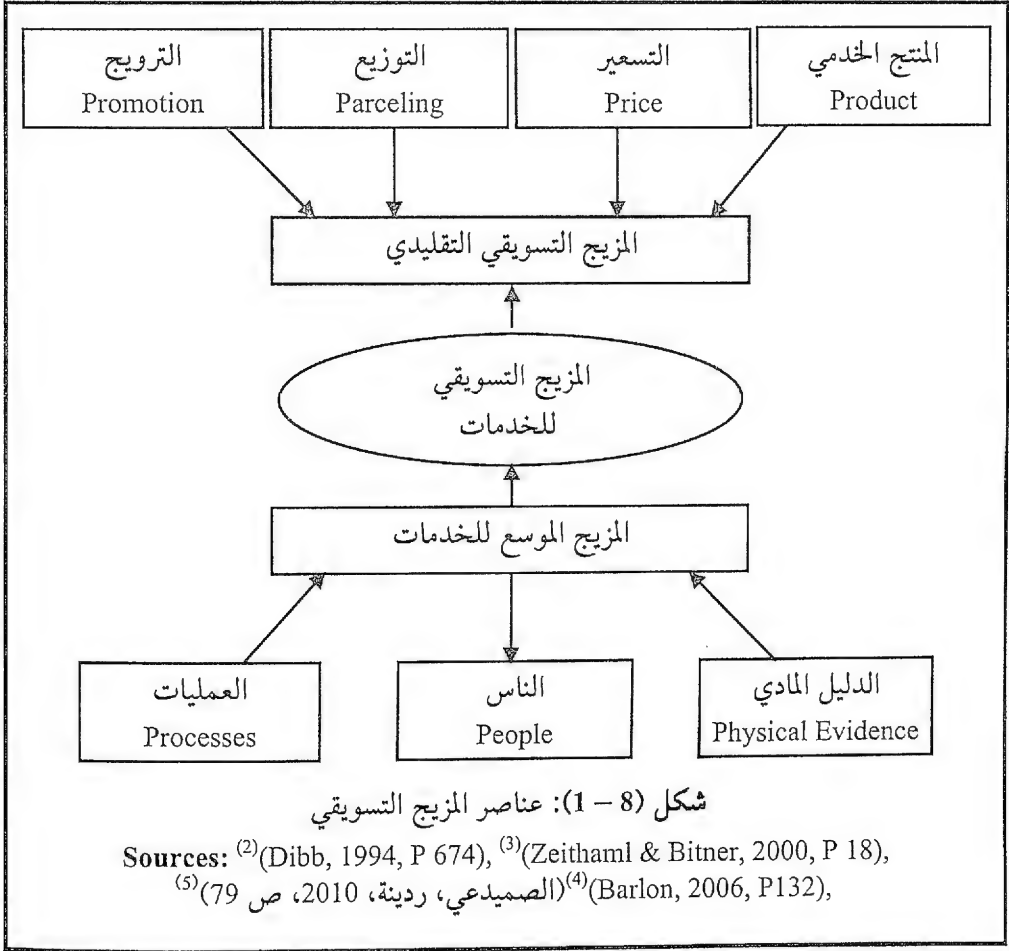 المنتج الخدمي
Product
التسعير
Price
التوزيع
Parceling
الترويج
Promotion
المزيج التسويقي التقليدي
المزيج التسويقي
للخدمات
المزيج الموسع للخدمات
الدليل المادي
Physical Evidence
الناس
People
العمليات
Processes
شكل (8 – 1): عناصر المزيج التسويقي
Sources: (2)(Dibb, 1994, P 674), (3)(Zeithaml & Bitner, 2000, P 18),
(4)(Barlon, 2006, P132), (5)(الصميدعي، ردينة، 2010، ص 79)